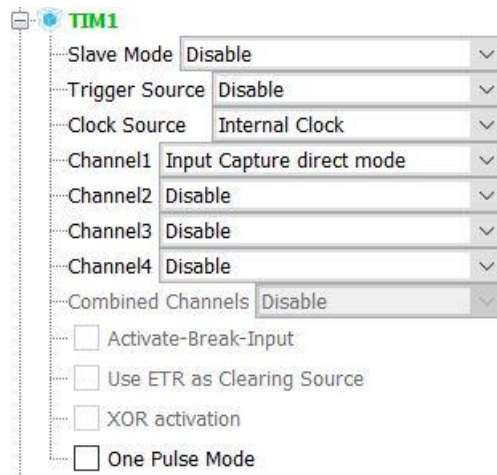 TIM1
Slave Mode Disable
Trigger Source Disable
Clock Source Internal Clock
Channel1 Input Capture direct mode
Channel2 Disable
Channel3 Disable
Channel4 Disable
Combined Channels Disable
Activate-Break-Input
Use ETR as Clearing Source
XOR activation
One Pulse Mode